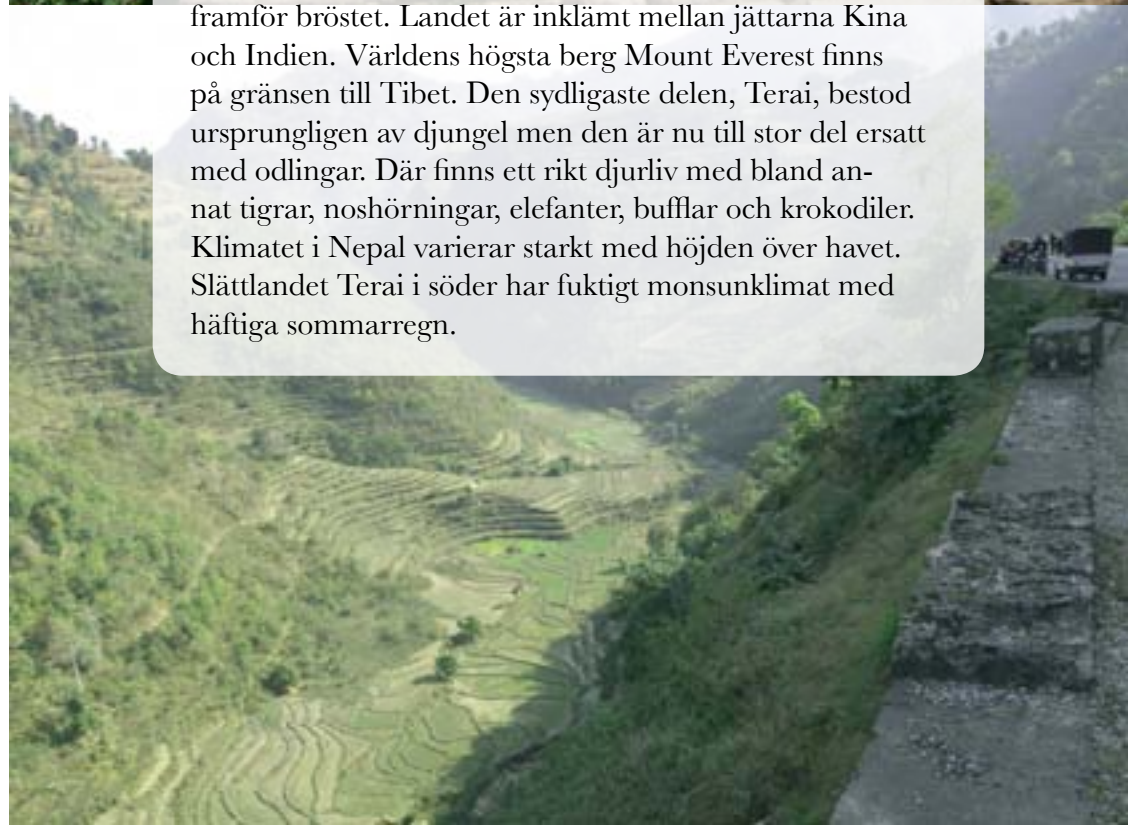 framför bröstet. Landet är inklämt mellan jättarna Kina
och Indien. Världens högsta berg Mount Everest finns
på gränsen till Tibet. Den sydligaste delen, Terai, bestod
ursprungligen av djungel men den är nu till stor del ersatt
med odlingar. Där finns ett rikt djurliv med bland an-
nat tigrar, noshörningar, elefanter, bufflar och krokodiler.
Klimatet i Nepal varierar starkt med höjden över havet.
Slättlandet Terai i söder har fuktigt monsunklimat med
häftiga sommarregn.